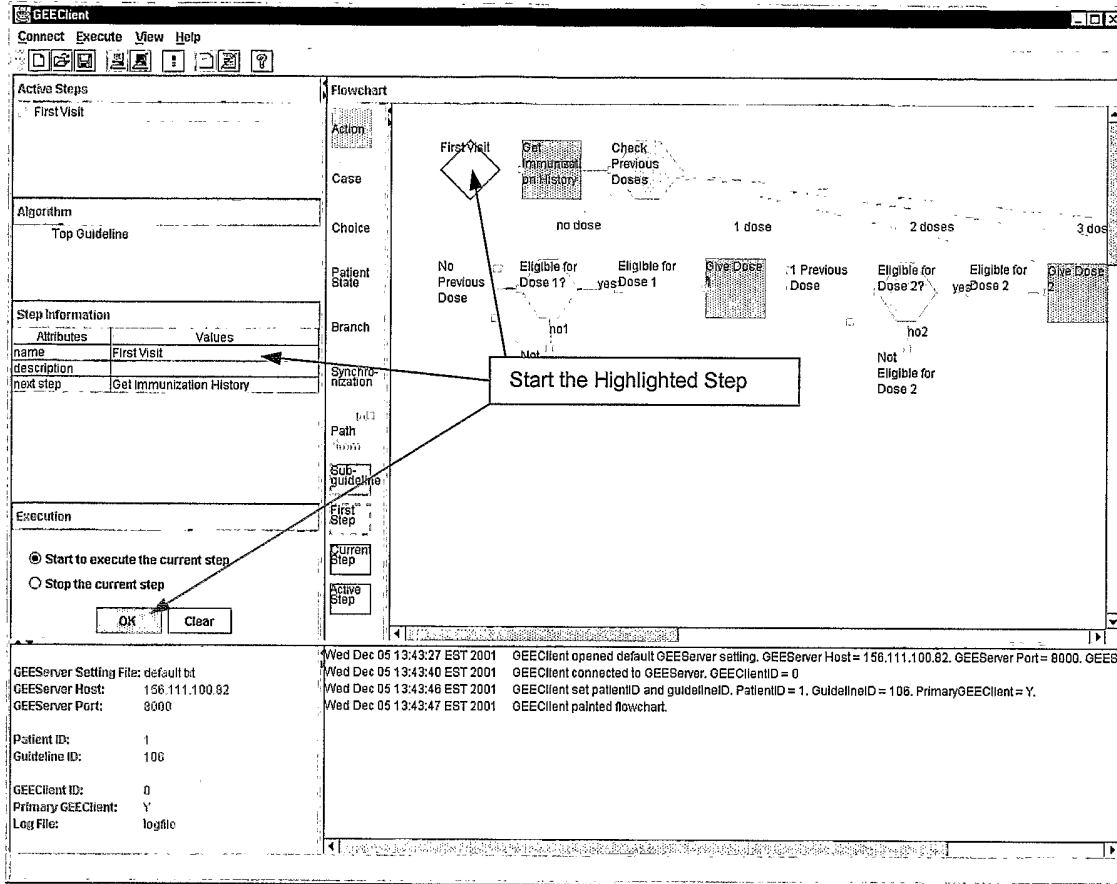 GEEClient
Connect Execute View Help
Active Steps
First Visit
Algorithm
Top Guideline
Step Information
Attributes Values
name First Visit
description
next step Get Immunization History
Execution
Start to execute the current step
Stop the current step
OK Clear
Flowchart
Action
Case
Choice
Patient
State
Branch
Synchro-
nization
Path
Sub-
guideline
First
Step
Current
Step
Active
Step
First Visit
Get
Immunizati
on History
Check
Previous
Doses
no dose 1 dose 2 doses 3 dos
No
Previous
Dose
Eligible for
Dose 1?
yes
Eligible for
Dose 1
Give Dose
1
no1
Not
1 Previous
Dose
Eligible for
Dose 2?
yes
Eligible for
Dose 2
Give Dose
2
no2
Not
Eligible for
Dose 2
Start the Highlighted Step
GEEServer Setting File: default.txt
GEEServer Host: 156.111.100.82
GEEServer Port: 8000
Patient ID: 1
Guideline ID: 106
GEEClient ID: 0
Primary GEEClient: Y
Log File: logfile
Wed Dec 05 13:43:27 EST 2001 GEEClient opened default GEEServer setting. GEEServer Host = 156.111.100.82. GEEServer Port = 8000. GEES
Wed Dec 05 13:43:40 EST 2001 GEEClient connected to GEEServer. GEEClientID = 0
Wed Dec 05 13:43:46 EST 2001 GEEClient set patientID and guidelineID. PatientID = 1. GuidelineID = 106. PrimaryGEEClient = Y.
Wed Dec 05 13:43:47 EST 2001 GEEClient painted flowchart.